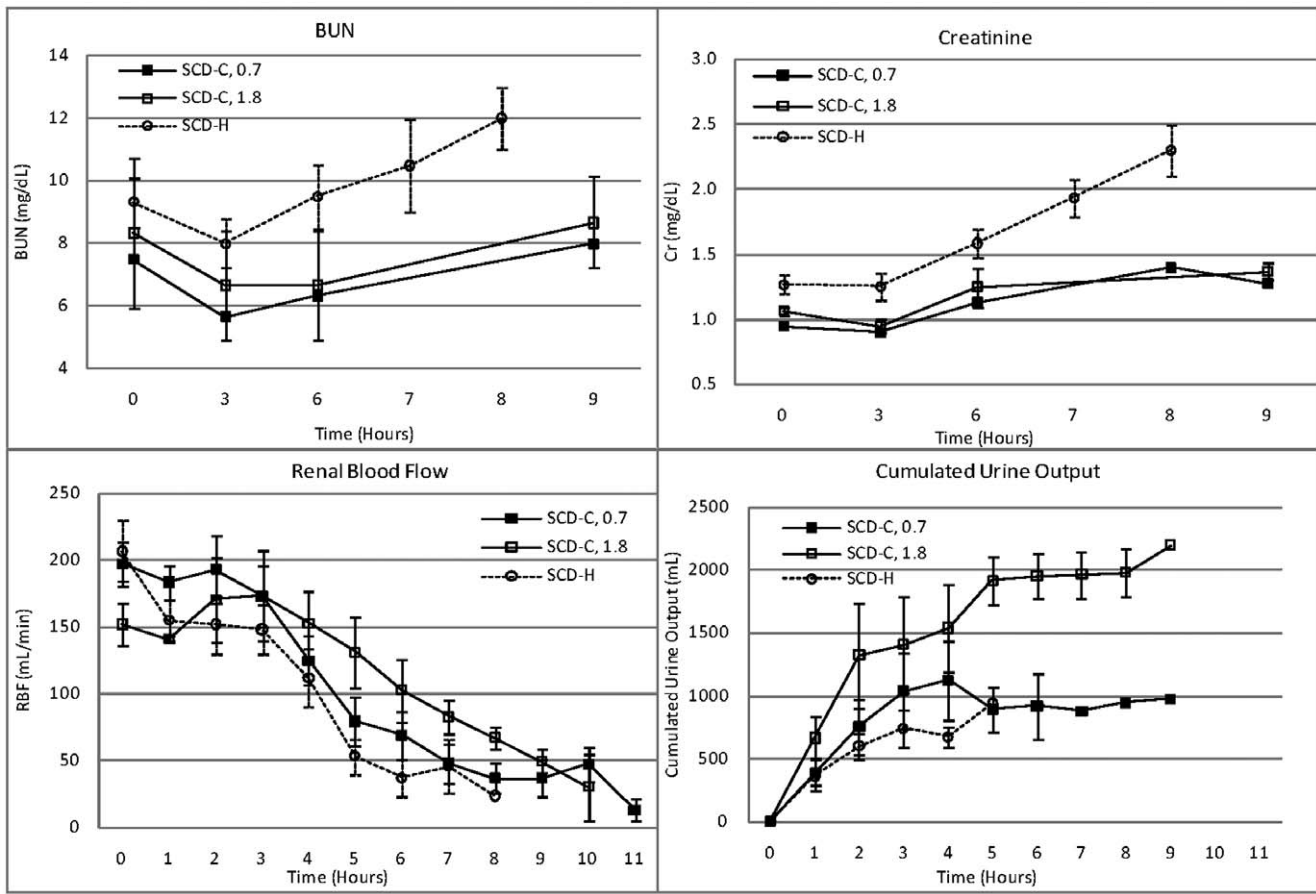 BUN
14
12
10
8
6
4
BUN (mg/dL)
SCD-C, 0.7
SCD-C, 1.8
SCD-H
0 3 6 7 8 9
Time (Hours)
Creatinine
3.0
2.5
2.0
1.5
1.0
0.5
Cr (mg/dL)
SCD-C, 0.7
SCD-C, 1.8
SCD-H
0 3 6 7 8 9
Time (Hours)
Renal Blood Flow
250
200
150
100
50
0
RBF (mL/min)
SCD-C, 0.7
SCD-C, 1.8
SCD-H
0 1 2 3 4 5 6 7 8 9 10 11
Time (Hours)
Cumulated Urine Output
2500
2000
1500
1000
500
0
Cumulated Urine Output (mL)
SCD-C, 0.7
SCD-C, 1.8
SCD-H
0 1 2 3 4 5 6 7 8 9 10 11
Time (Hours)